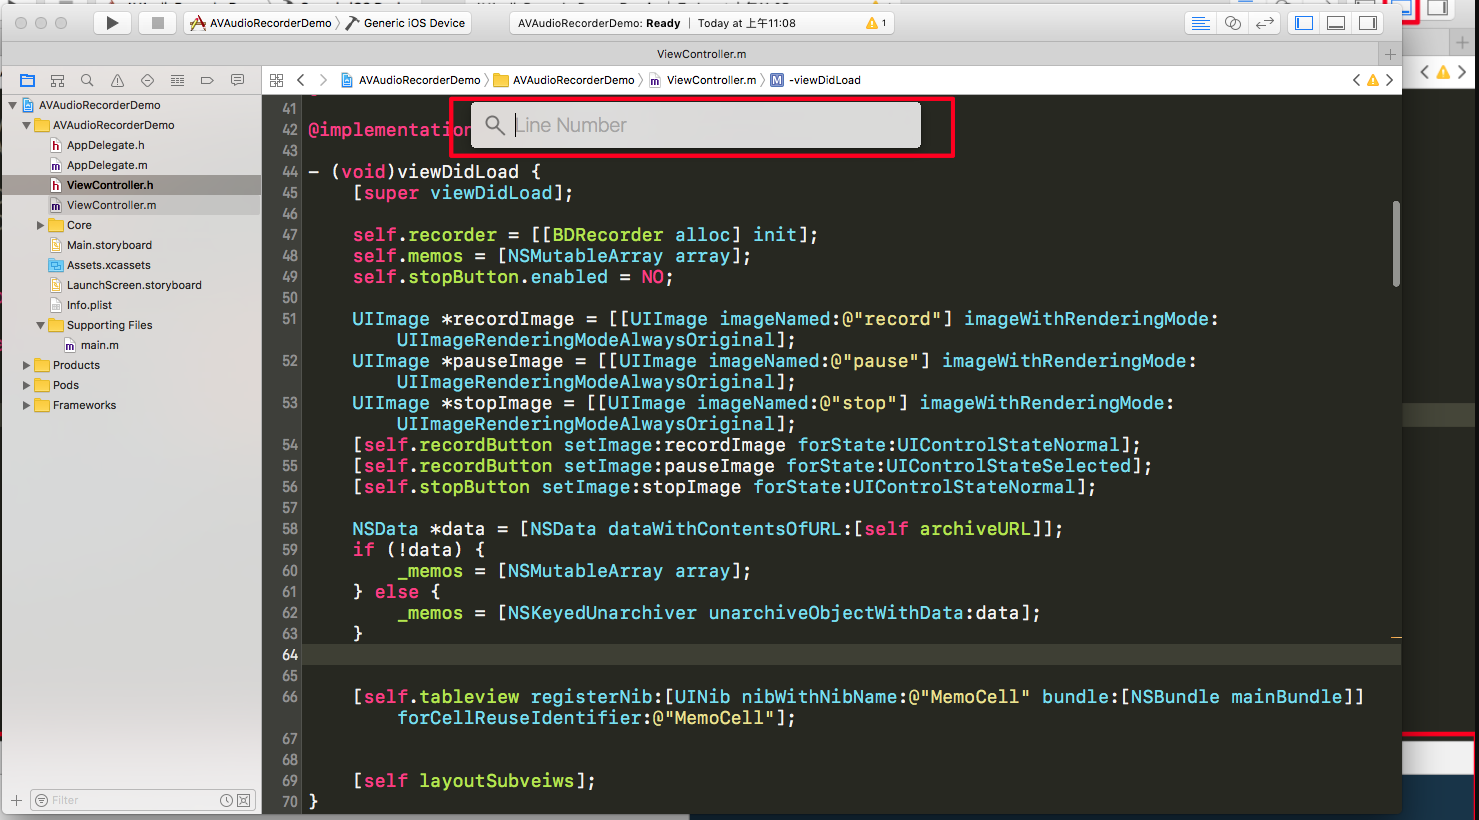 AVAudioRecorderDemo
Generic iOS Device
AVAudioRecorderDemo: Ready | Today at 上午11:08
1
ViewController.m
AVAudioRecorderDemo
AVAudioRecorderDemo
ViewController.m
M -viewDidLoad
AVAudioRecorderDemo
AVAudioRecorderDemo
h AppDelegate.h
m AppDelegate.m
h ViewController.h
m ViewController.m
Core
Main.storyboard
Assets.xcassets
LaunchScreen.storyboard
Info.plist
Supporting Files
m main.m
Products
Pods
Frameworks
Filter
Line Number
41
42 @implementation
43
44 - (void)viewDidLoad {
45 [super viewDidLoad];
46
47 self.recorder = [[BDRecorder alloc] init];
48 self.memos = [NSMutableArray array];
49 self.stopButton.enabled = NO;
50
51 UIImage *recordImage = [[UIImage imageNamed:@"record"] imageWithRenderingMode:
UIImageRenderingModeAlwaysOriginal];
52 UIImage *pauseImage = [[UIImage imageNamed:@"pause"] imageWithRenderingMode:
UIImageRenderingModeAlwaysOriginal];
53 UIImage *stopImage = [[UIImage imageNamed:@"stop"] imageWithRenderingMode:
UIImageRenderingModeAlwaysOriginal];
54 [self.recordButton setImage:recordImage forState:UIControlStateNormal];
55 [self.recordButton setImage:pauseImage forState:UIControlStateSelected];
56 [self.stopButton setImage:stopImage forState:UIControlStateNormal];
57
58 NSData *data = [NSData dataWithContentsOfURL:[self archiveURL]];
59 if (!data) {
60 _memos = [NSMutableArray array];
61 } else {
62 _memos = [NSKeyedUnarchiver unarchiveObjectWithData:data];
63 }
64
65
66 [self.tableview registerNib:[UINib nibWithNibName:@"MemoCell" bundle:[NSBundle mainBundle]]
forCellReuseIdentifier:@"MemoCell"];
67
68
69 [self layoutSubveiws];
70 }